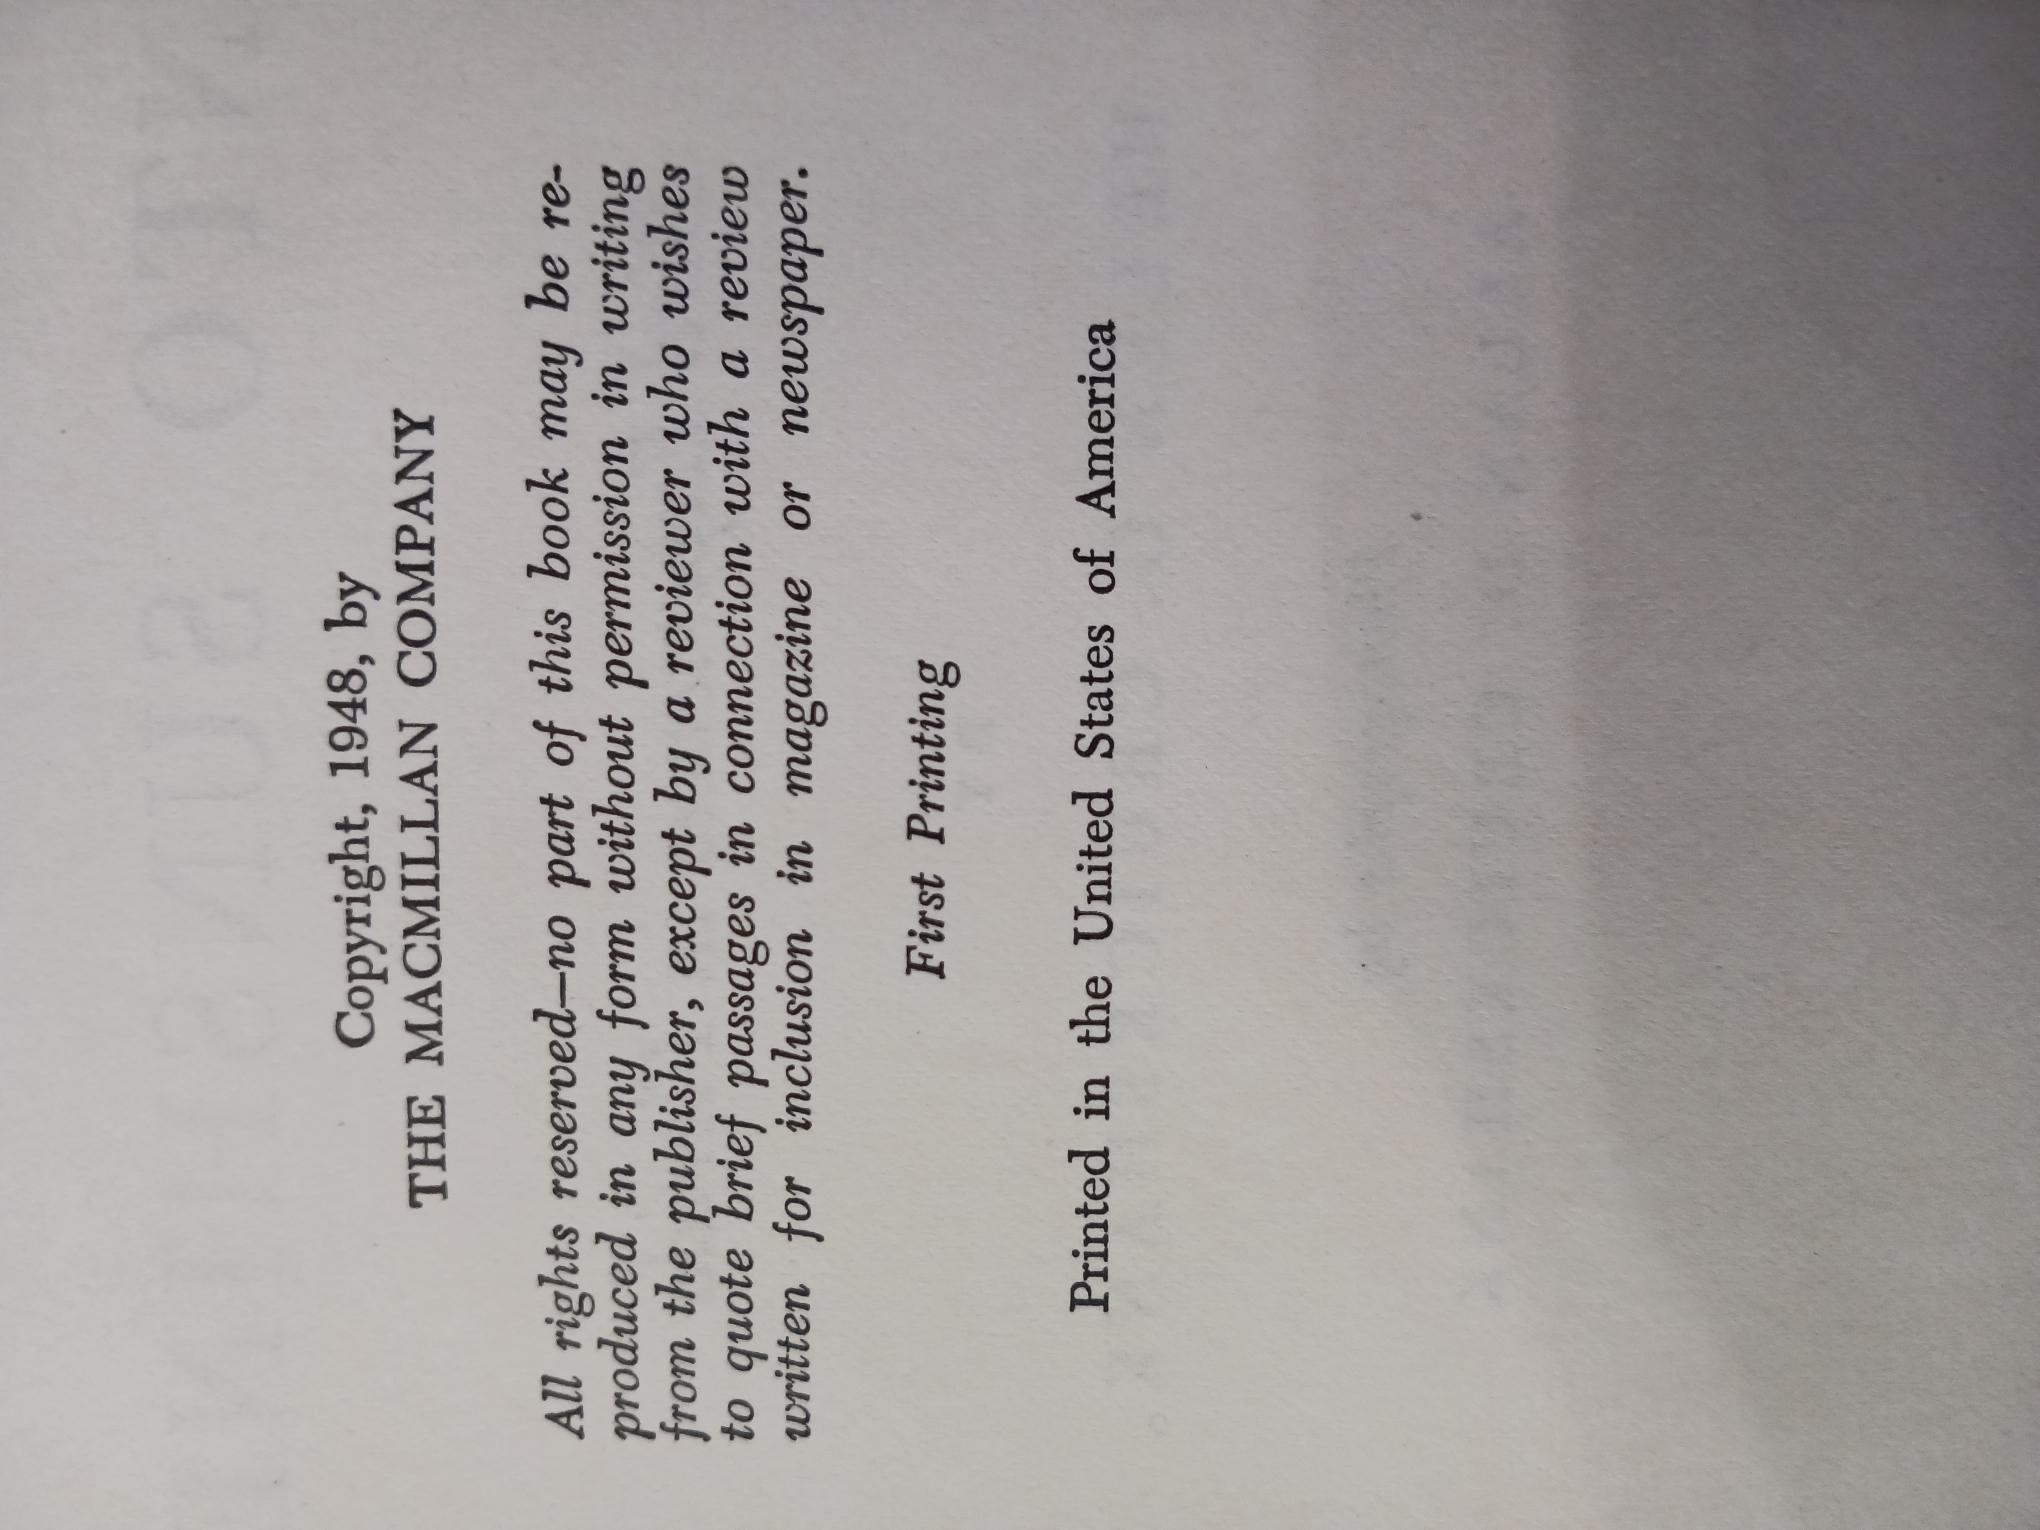 Copyright, 1948, by
THE MACMILLAN COMPANY
All rights reserved—no part of this book may be re-
produced in any form without permission in writing
from the publisher, except by a reviewer who wishes
to quote brief passages in connection with a review
written for inclusion in magazine or newspaper.
First Printing
Printed in the United States of America